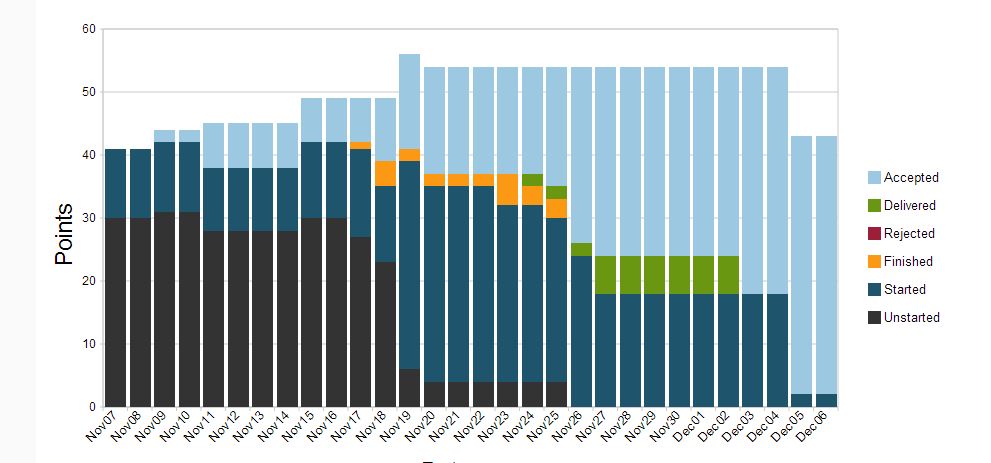 60
50
40
30
20
10
0
Points
Nov07 Nov08 Nov09 Nov10 Nov11 Nov12 Nov13 Nov14 Nov15 Nov16 Nov17 Nov18 Nov19 Nov20 Nov21 Nov22 Nov23 Nov24 Nov25 Nov26 Nov27 Nov28 Nov29 Nov30 Dec01 Dec02 Dec03 Dec04 Dec05 Dec06
Accepted
Delivered
Rejected
Finished
Started
Unstarted